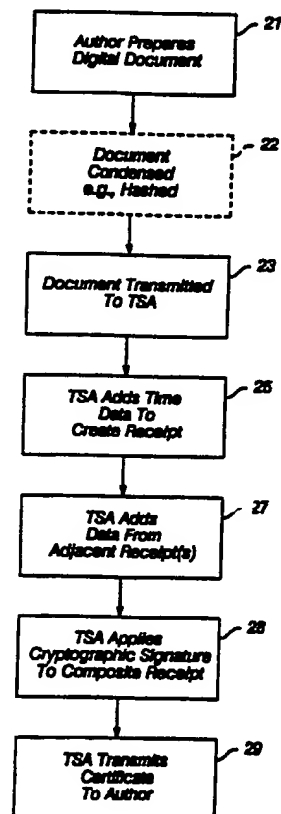 21
Author Prepares
Digital Document
22
Document
Condensed
e.g., Hashed
23
Document Transmitted
To TSA
25
TSA Adds Time
Data To
Create Receipt
27
TSA Adds
Data From
Adjacent Receipt(s)
28
TSA Applies
Cryptographic Signature
To Composite Receipt
29
TSA Transmits
Certificate
To Author